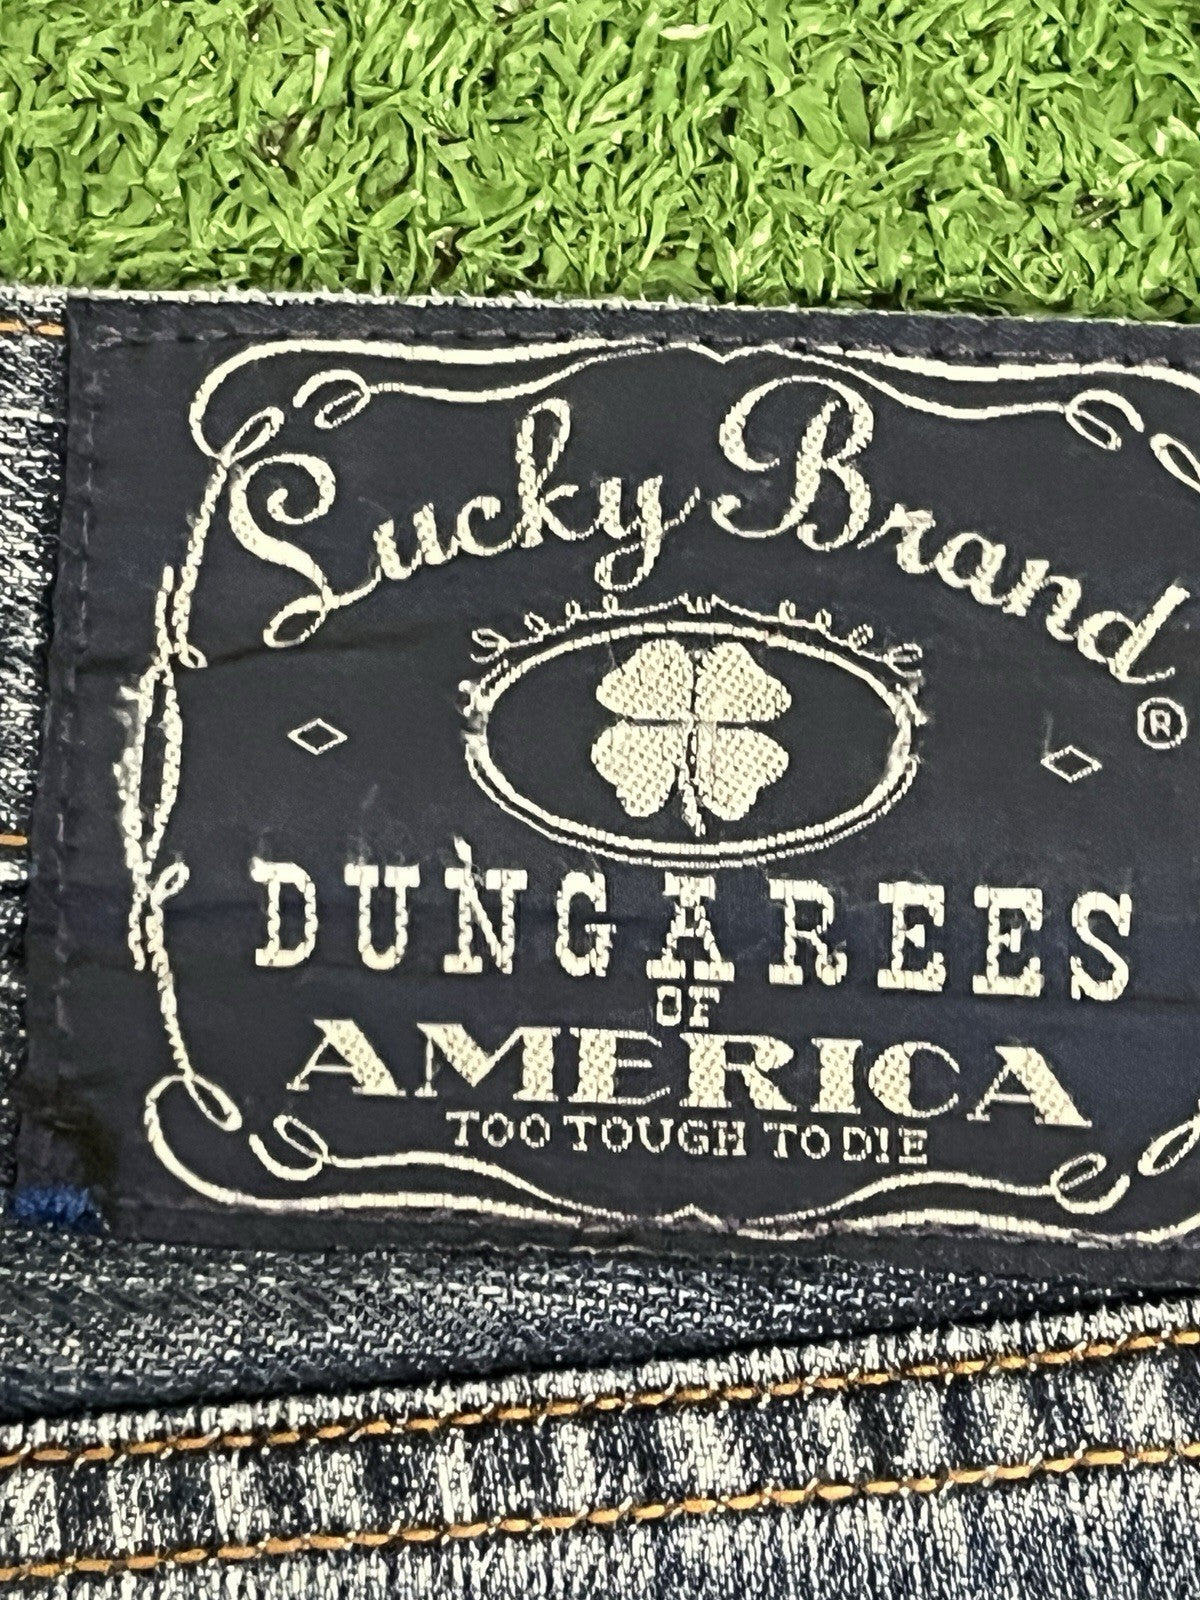 Lucky Brand ®
DUNGAREES
OF
AMERICA
TOO TOUGH TO DIE